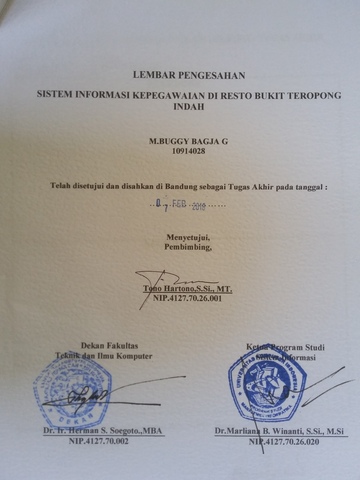 LEMBAR PENGESAHAN
SISTEM INFORMASI KEPEGAWAIAN DI RESTO BUKIT TEROPONG
INDAH
M.BUGGY BAGJA G
10914028
Telah disetujui dan disahkan di Bandung sebagai Tugas Akhir pada tanggal :
FEB
Menyetujui,
Pembimbing,
Tono Hartono,S.Si., MT.
NIP.4127.70.26.001
Dekan Fakultas
Teknik dan Ilmu Komputer
Dr. Ir. Herman S. Soegoto.,MBA
NIP.4127.70.002
Ketua Program Studi
Sistem Informasi
Dr.Marliana B. Winanti, S.Si., M.Si
NIP.4127.70.26.020